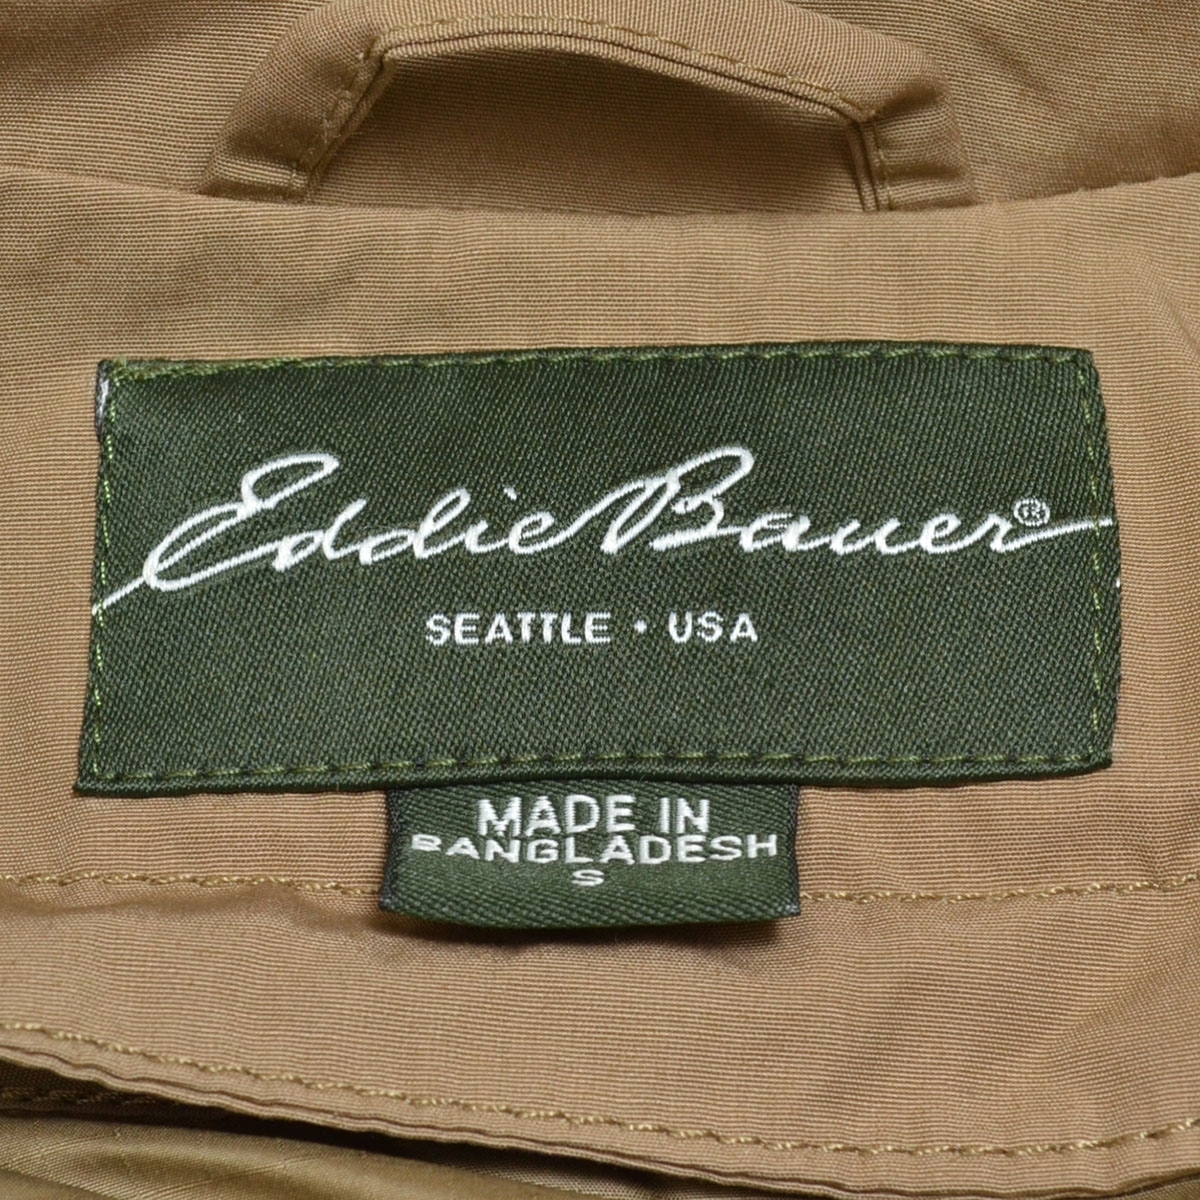 Eddie Bauer®
SEATTLE · USA
MADE IN
BANGLADESH
S